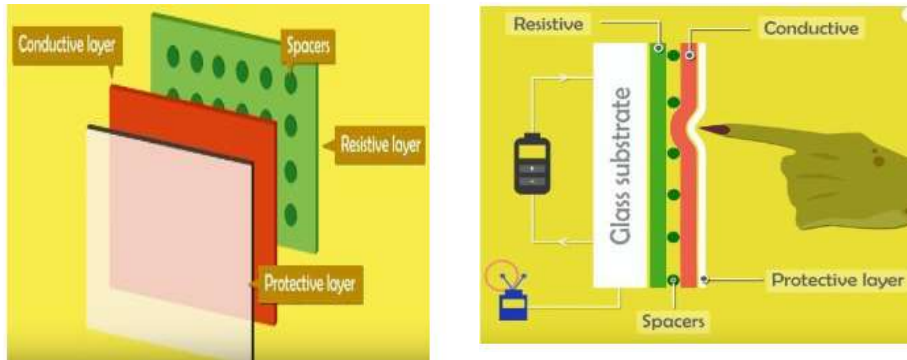 Conductive layer
Spacers
Resistive layer
Protective layer
Resistive
Conductive
Glass substrate
Protective layer
Spacers